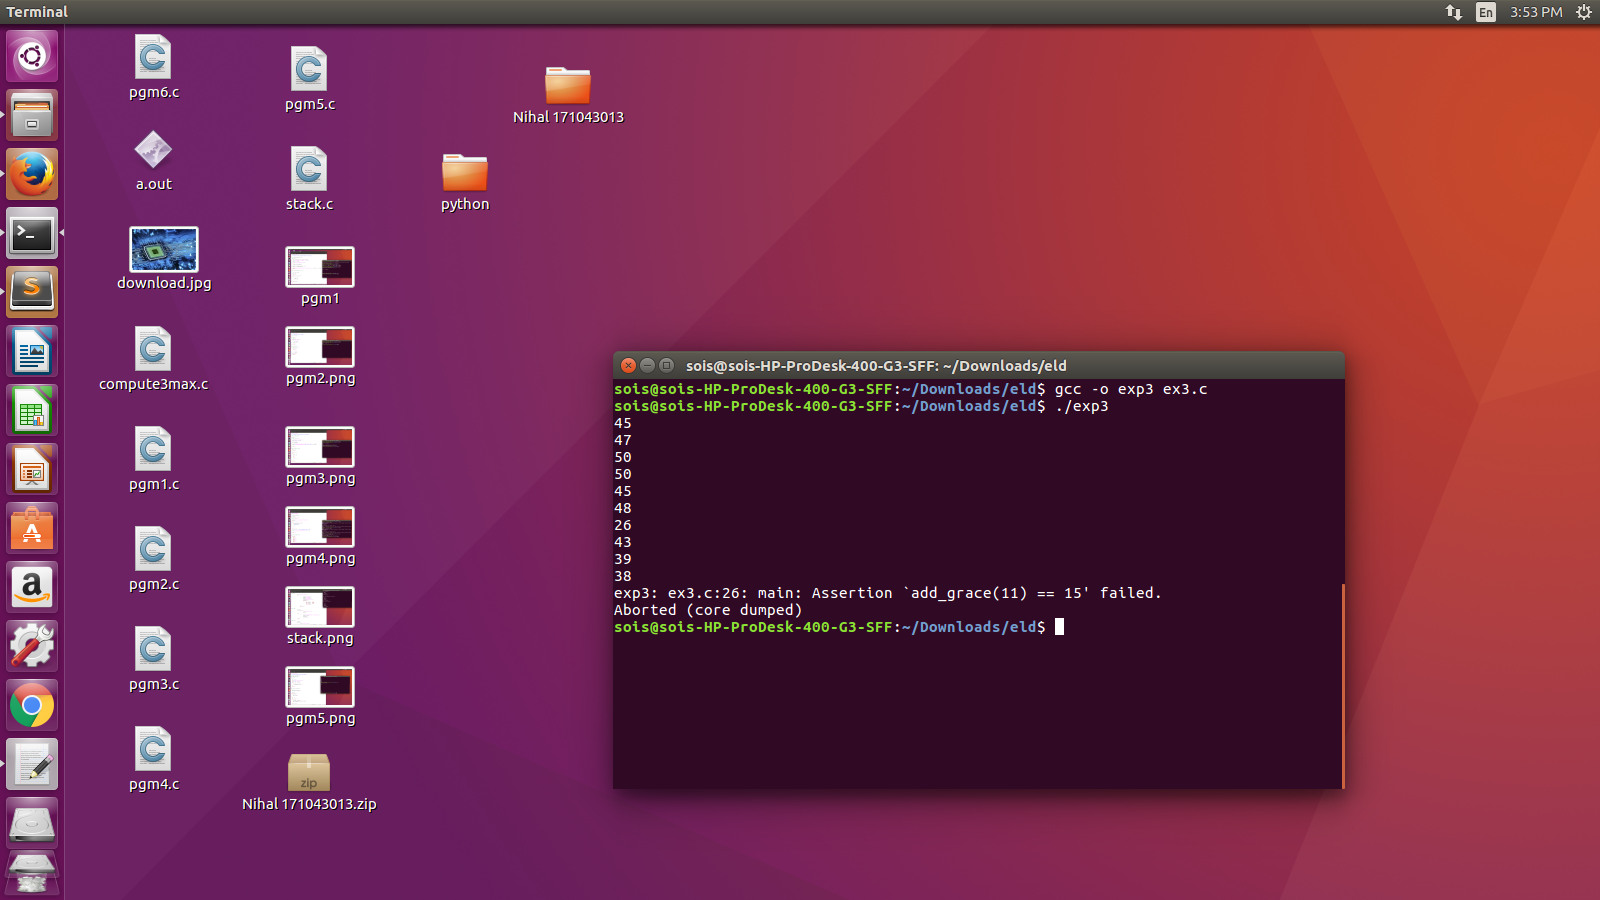 Terminal
En
3:53 PM
pgm6.c
pgm5.c
Nihal 171043013
a.out
stack.c
python
download.jpg
pgm1
compute3max.c
pgm2.png
pgm1.c
pgm3.png
pgm2.c
pgm4.png
pgm3.c
stack.png
pgm4.c
pgm5.png
zip
Nihal 171043013.zip
sois@sois-HP-ProDesk-400-G3-SFF: ~/Downloads/eld
sois@sois-HP-ProDesk-400-G3-SFF:~/Downloads/eld$ gcc -o exp3 ex3.c
sois@sois-HP-ProDesk-400-G3-SFF:~/Downloads/eld$ ./exp3
45
47
50
50
45
48
26
43
39
38
exp3: ex3.c:26: main: Assertion `add_grace(11) == 15' failed.
Aborted (core dumped)
sois@sois-HP-ProDesk-400-G3-SFF:~/Downloads/eld$